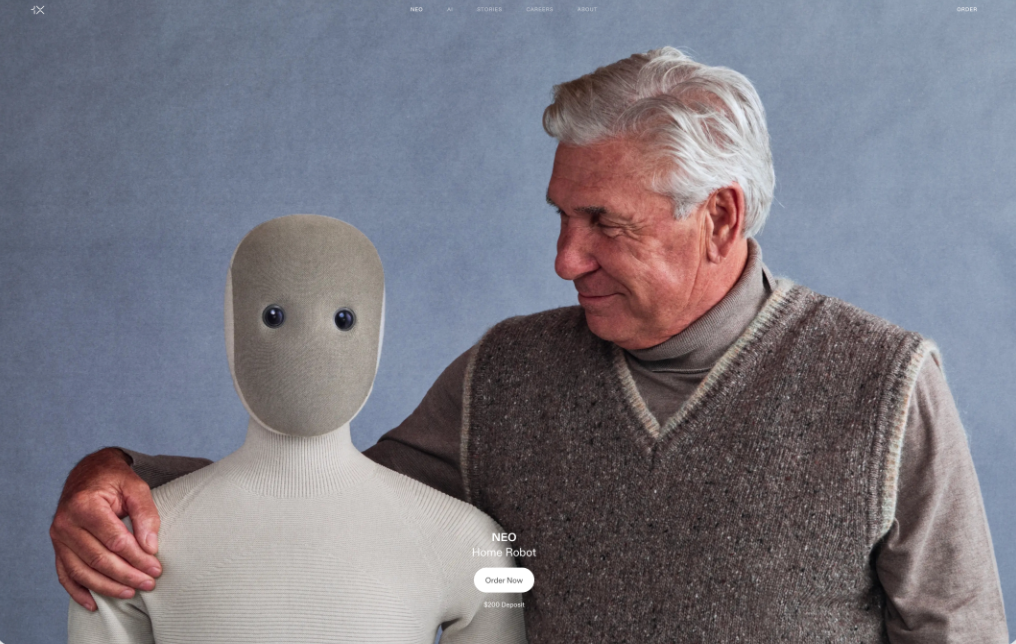 1X
NEO AI STORIES CAREERS ABOUT ORDER
NEO
Home Robot
Order Now
$200 Deposit